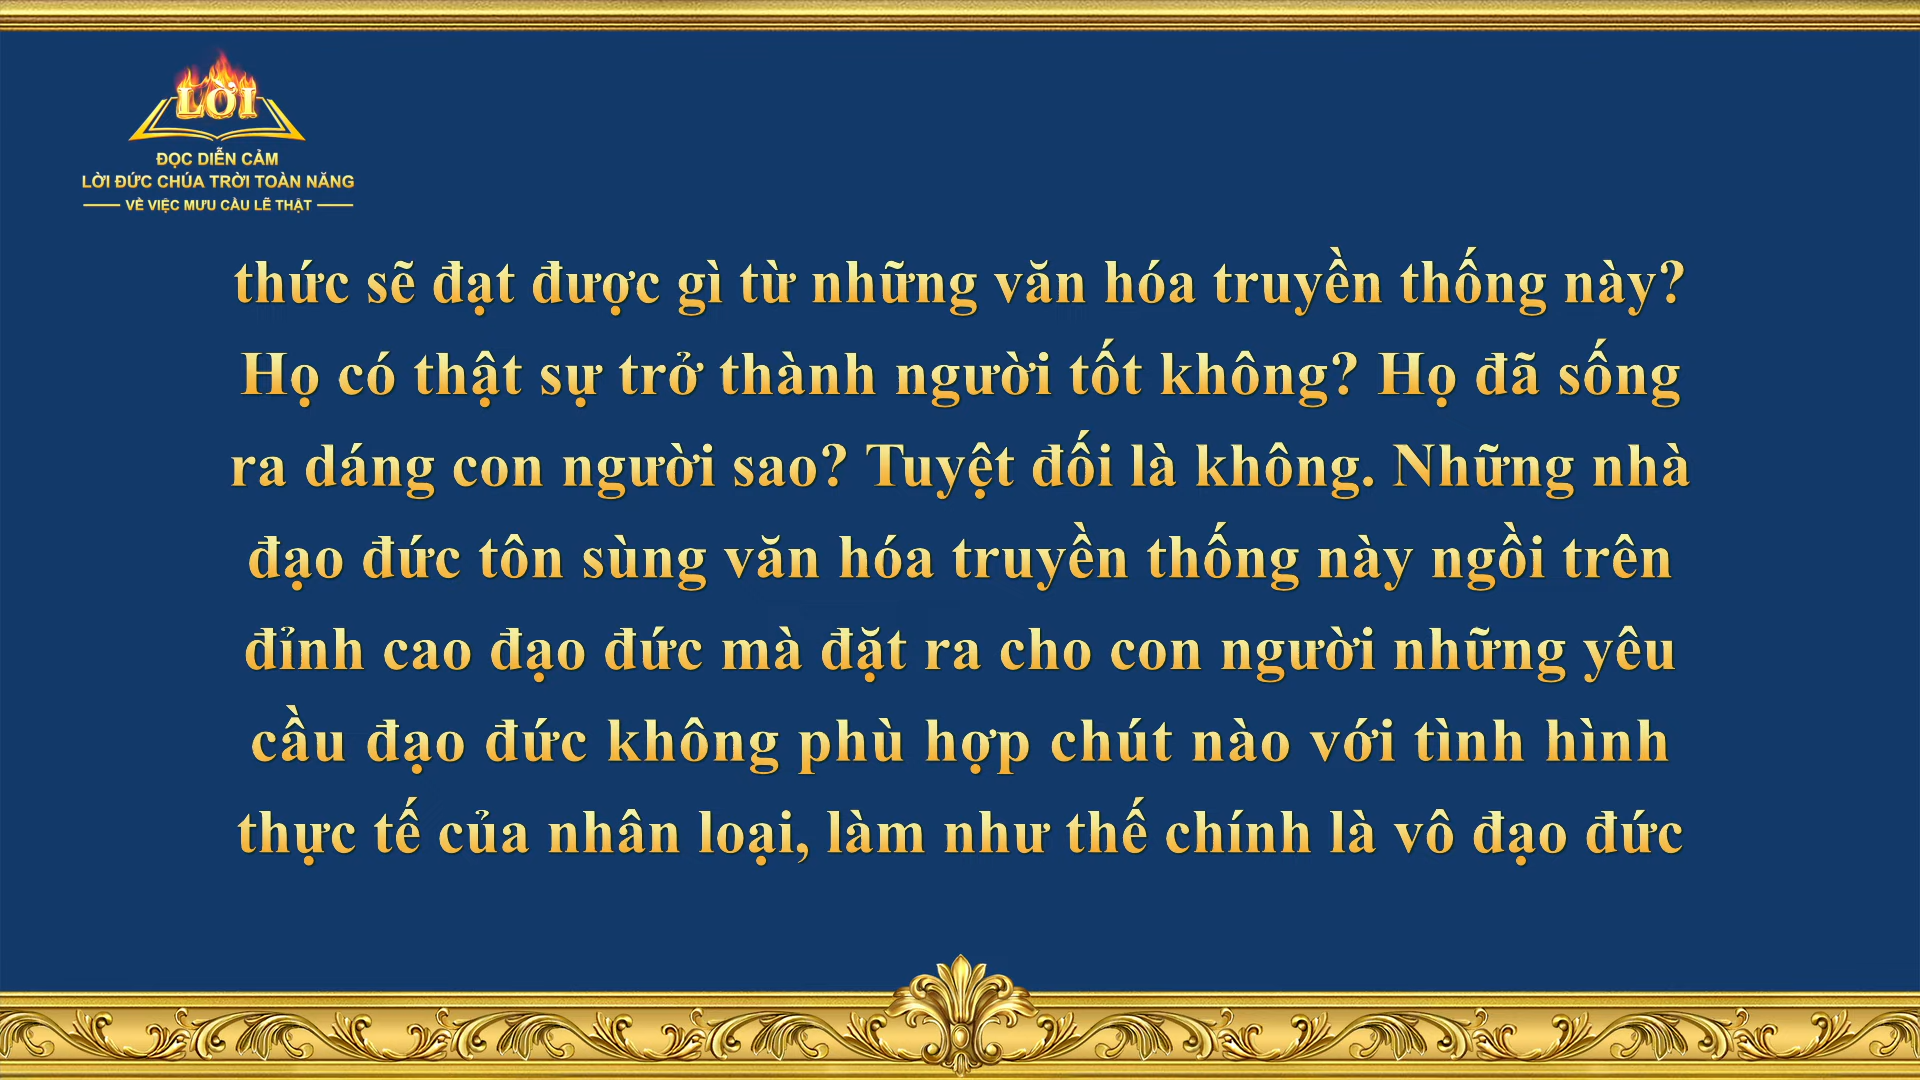 LỜI
ĐỌC DIỄN CẢM
LỜI ĐỨC CHÚA TRỜI TOÀN NĂNG
VỀ VIỆC MƯU CẦU LẼ THẬT
thức sẽ đạt được gì từ những văn hóa truyền thống này?
Họ có thật sự trở thành người tốt không? Họ đã sống
ra dáng con người sao? Tuyệt đối là không. Những nhà
đạo đức tôn sùng văn hóa truyền thống này ngồi trên
đỉnh cao đạo đức mà đặt ra cho con người những yêu
cầu đạo đức không phù hợp chút nào với tình hình
thực tế của nhân loại, làm như thế chính là vô đạo đức